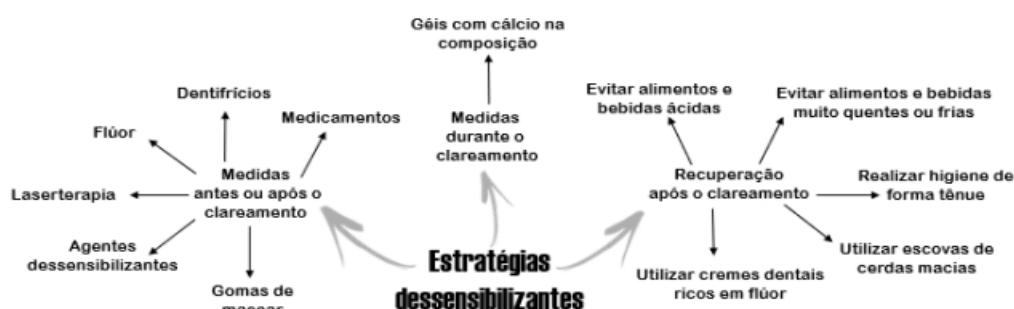 Géis com cálcio na
composição
Medidas
durante o
clareamento
Dentifrícios
Medicamentos
Flúor
Laserterapia
Medidas
antes ou após o
clareamento
Agentes
dessensibilizantes
Gomas de
mascar
Evitar alimentos e
bebidas ácidas
Evitar alimentos e bebidas
muito quentes ou frias
Recuperação
após o clareamento
Realizar higiene de
forma tênue
Utilizar escovas de
cerdas macias
Utilizar cremes dentais
ricos em flúor
Estratégias
dessensibilizantes